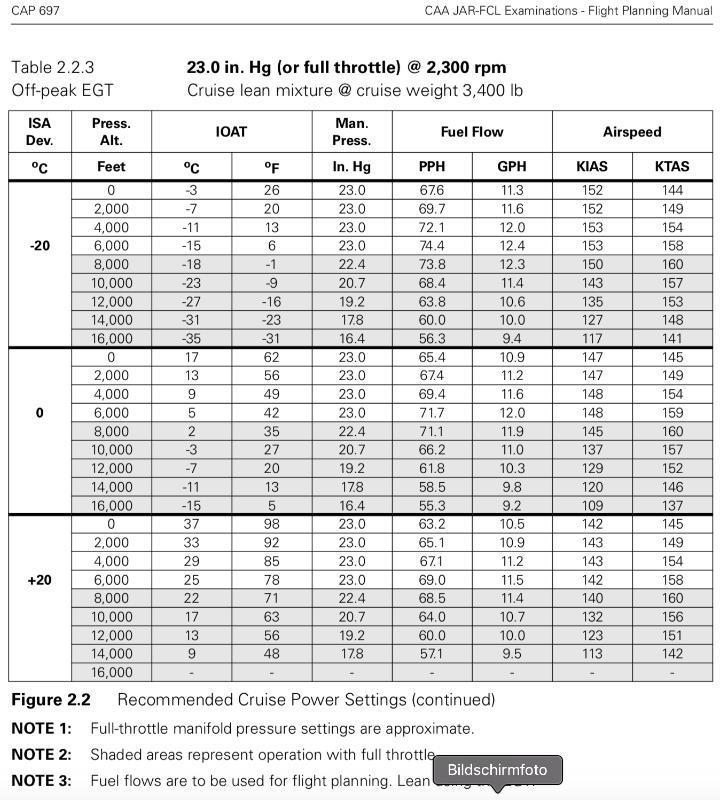 CAP 697 CAA JAR-FCL Examinations - Flight Planning Manual
Table 2.2.3 23.0 in. Hg (or full throttle) @ 2,300 rpm
Off-peak EGT Cruise lean mixture @ cruise weight 3,400 lb
ISA Dev. Press. Alt. IOAT Man. Press. Fuel Flow Airspeed
ºC Feet ºC ºF In. Hg PPH GPH KIAS KTAS
0 -3 26 23.0 67.6 11.3 152 144
2,000 -7 20 23.0 69.7 11.6 152 149
4,000 -11 13 23.0 72.1 12.0 153 154
-20 6,000 -15 6 23.0 74.4 12.4 153 158
8,000 -18 -1 22.4 73.8 12.3 150 160
10,000 -23 -9 20.7 68.4 11.4 143 157
12,000 -27 -16 19.2 63.8 10.6 135 153
14,000 -31 -23 17.8 60.0 10.0 127 148
16,000 -35 -31 16.4 56.3 9.4 117 141
0 17 62 23.0 65.4 10.9 147 145
2,000 13 56 23.0 67.4 11.2 147 149
4,000 9 49 23.0 69.4 11.6 148 154
0 6,000 5 42 23.0 71.7 12.0 148 159
8,000 2 35 22.4 71.1 11.9 145 160
10,000 -3 27 20.7 66.2 11.0 137 157
12,000 -7 20 19.2 61.8 10.3 129 152
14,000 -11 13 17.8 58.5 9.8 120 146
16,000 -15 5 16.4 55.3 9.2 109 137
0 37 98 23.0 63.2 10.5 142 145
2,000 33 92 23.0 65.1 10.9 143 149
4,000 29 85 23.0 67.1 11.2 143 154
+20 6,000 25 78 23.0 69.0 11.5 142 158
8,000 22 71 22.4 68.5 11.4 140 160
10,000 17 63 20.7 64.0 10.7 132 156
12,000 13 56 19.2 60.0 10.0 123 151
14,000 9 48 17.8 57.1 9.5 113 142
16,000 - - - - - - -
Figure 2.2 Recommended Cruise Power Settings (continued)
NOTE 1: Full-throttle manifold pressure settings are approximate.
NOTE 2: Shaded areas represent operation with full throttle
NOTE 3: Fuel flows are to be used for flight planning. Lean
Bildschirmfoto